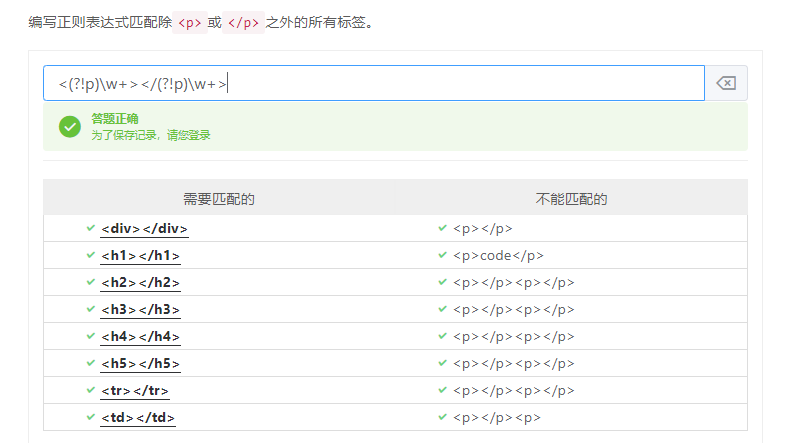 编写正则表达式匹配除 <p> 或 </p> 之外的所有标签。
<(?!p)\w+></(?!p)\w+>
答题正确
为了保存记录，请您登录
需要匹配的 不能匹配的
<div></div> <p></p>
<h1></h1> <p>code</p>
<h2></h2> <p></p><p></p>
<h3></h3> <p></p><p></p>
<h4></h4> <p></p><p></p>
<h5></h5> <p></p><p></p>
<tr></tr> <p></p><p></p>
<td></td> <p></p><p>